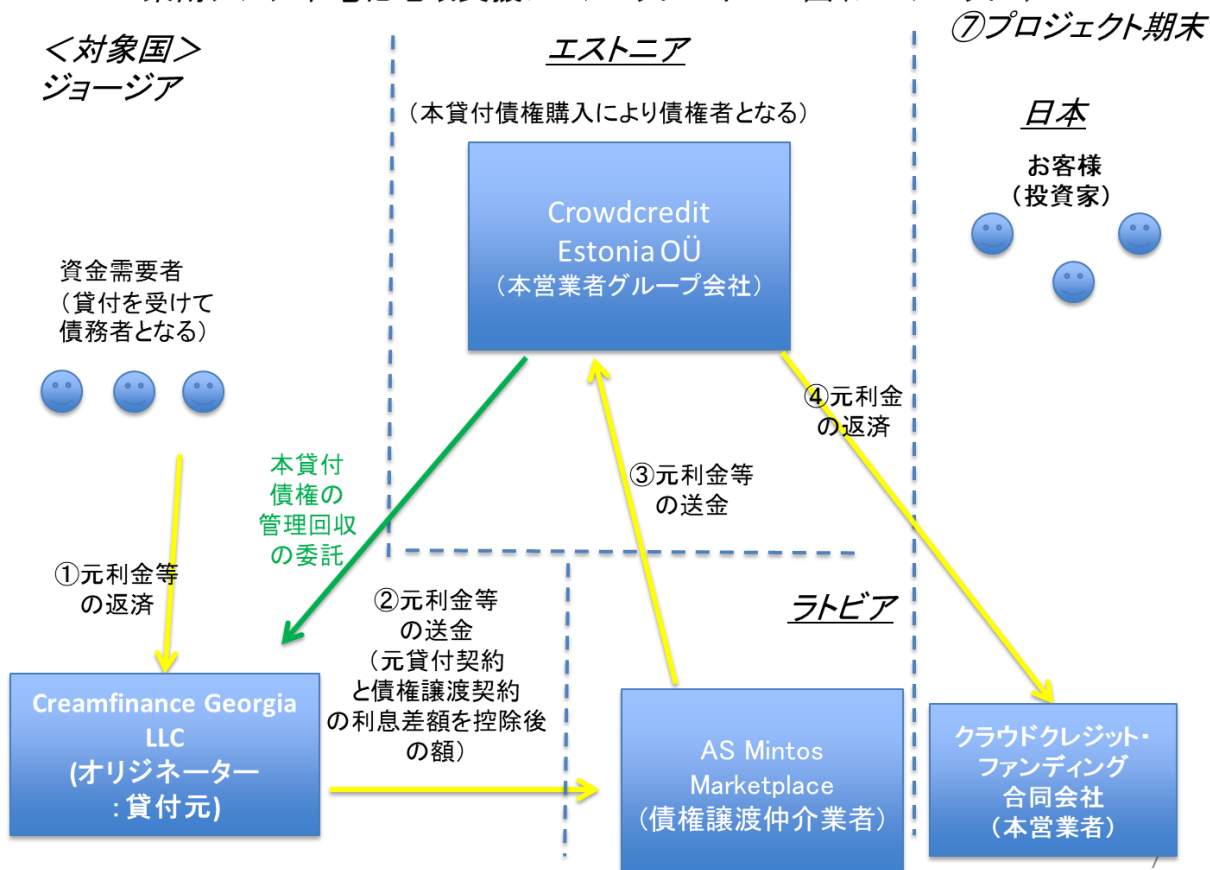 ⑦プロジェクト期末
＜対象国＞
ジョージア
エストニア
（本貸付債権購入により債権者となる）
日本
お客様
（投資家）
Crowdcredit
Estonia OÜ
（本営業者グループ会社）
資金需要者
（貸付を受けて
債務者となる）
④元利金
の返済
本貸付
債権の
管理回収
の委託
③元利金等
の送金
①元利金等
の返済
②元利金等
の送金
（元貸付契約
と債権譲渡契約
の利息差額を控除後
の額）
ラトビア
Creamfinance Georgia
LLC
(オリジネーター
：貸付元)
AS Mintos
Marketplace
（債権譲渡仲介業者）
クラウドクレジット・
ファンディング
合同会社
（本営業者）